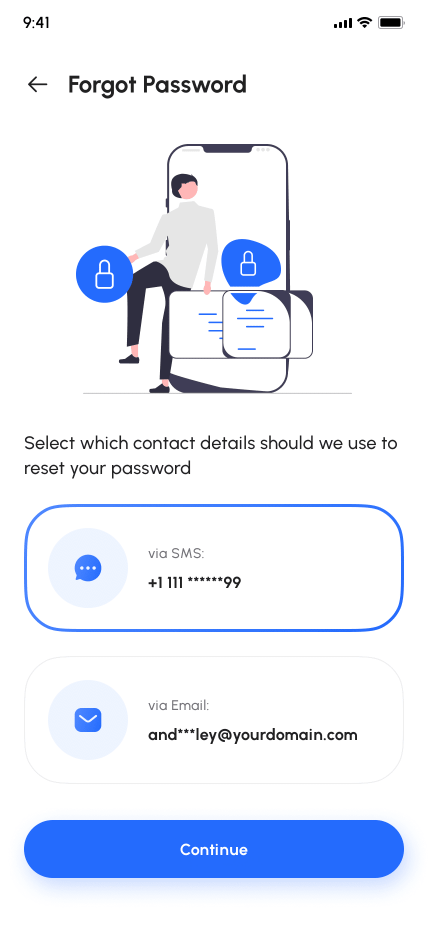 9:41
Forgot Password
Select which contact details should we use to
reset your password
via SMS:
+1 111 ******99
via Email:
and***ley@yourdomain.com
Continue